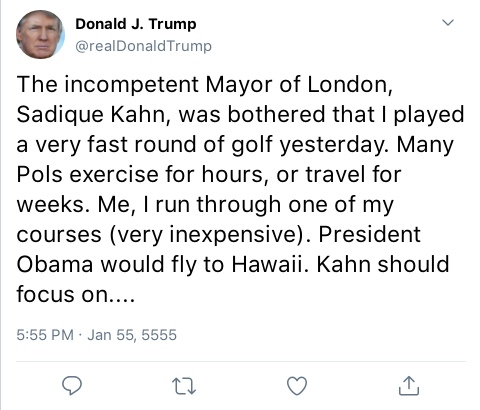 Donald J. Trump
@realDonaldTrump
The incompetent Mayor of London,
Sadique Kahn, was bothered that I played
a very fast round of golf yesterday. Many
Pols exercise for hours, or travel for
weeks. Me, I run through one of my
courses (very inexpensive). President
Obama would fly to Hawaii. Kahn should
focus on....
5:55 PM · Jan 55, 5555